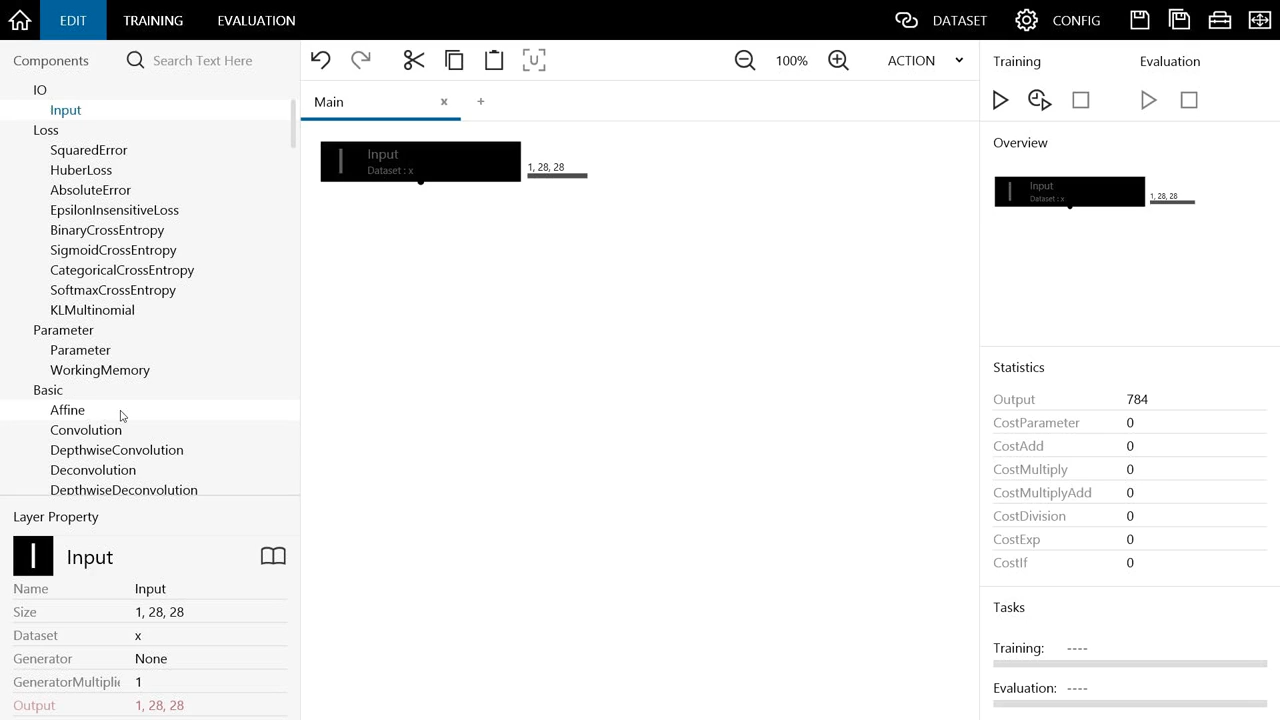 EDIT TRAINING EVALUATION DATASET CONFIG
Components Search Text Here
IO
Input
Loss
SquaredError
HuberLoss
AbsoluteError
EpsilonInsensitiveLoss
BinaryCrossEntropy
SigmoidCrossEntropy
CategoricalCrossEntropy
SoftmaxCrossEntropy
KLMultinomial
Parameter
Parameter
WorkingMemory
Basic
Affine
Convolution
DepthwiseConvolution
Deconvolution
DepthwiseDeconvolution
Layer Property
I Input
Name Input
Size 1, 28, 28
Dataset x
Generator None
GeneratorMultiplie 1
Output 1, 28, 28
U 100% ACTION
Main x +
I Input
Dataset : x
1, 28, 28
Training Evaluation
Overview
I Input
Dataset : x
1, 28, 28
Statistics
Output 784
CostParameter 0
CostAdd 0
CostMultiply 0
CostMultiplyAdd 0
CostDivision 0
CostExp 0
CostIf 0
Tasks
Training: ----
Evaluation: ----